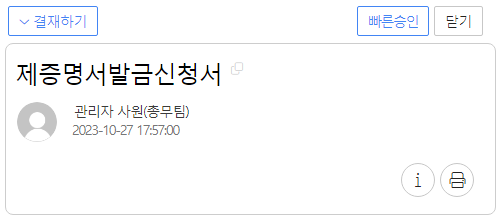 결재하기
빠른승인
닫기
제증명서발금신청서
관리자 사원(총무팀)
2023-10-27 17:57:00
i